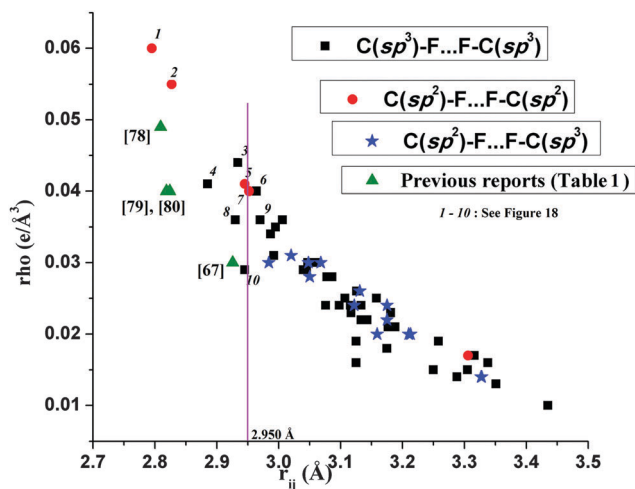 0.06
0.05
0.04
0.03
0.02
0.01
rho (e/Å³)
2.7 2.8 2.9 3.0 3.1 3.2 3.3 3.4 3.5
r_ij (Å)
C(sp³)-F...F-C(sp³)
C(sp²)-F...F-C(sp²)
C(sp²)-F...F-C(sp³)
Previous reports (Table 1)
1 - 10 : See Figure 18
1
2
[78]
3
4
5
6
[79], [80]
7
8
9
[67]
10
2.950 Å